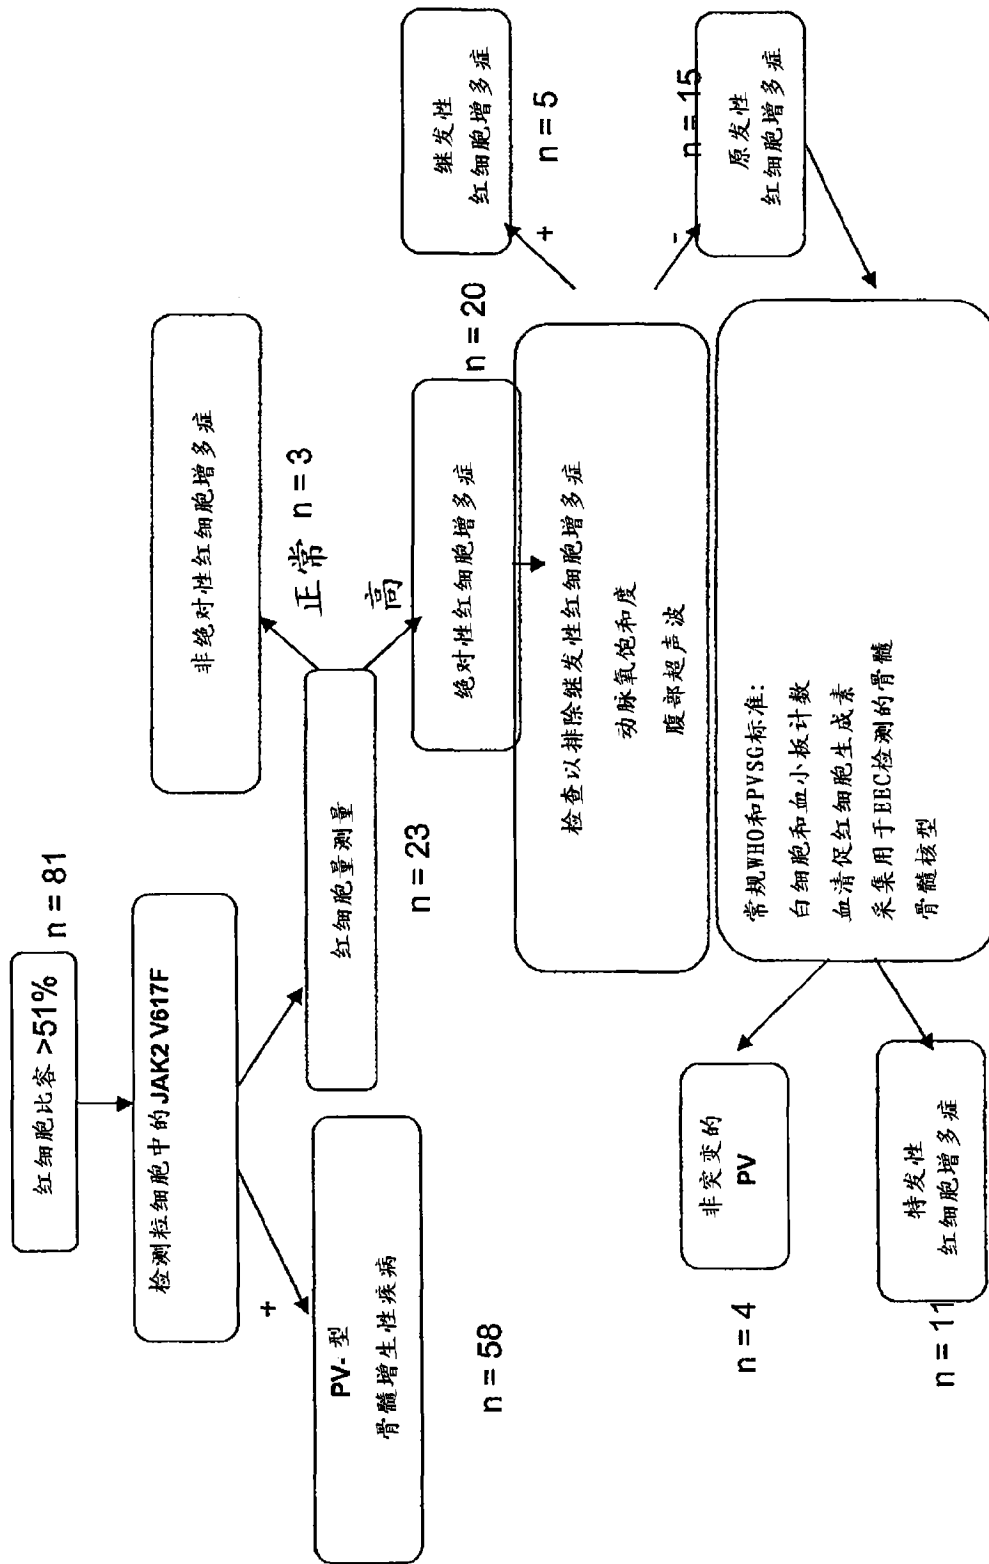 红细胞比容 >51%
n = 81
检测粒细胞中的JAK2 V617F
+
PV-型
骨髓增生性疾病
n = 58
红细胞量测量
n = 23
正常 n = 3
非绝对性红细胞增多症
高
绝对性红细胞增多症
n = 20
检查以排除继发性红细胞增多症
动脉氧饱和度
腹部超声波
+
继发性
红细胞增多症
n = 5
-
n = 15
原发性
红细胞增多症
常规WHO和PVSG标准:
白细胞和血小板计数
血清促红细胞生成素
采集用于EEC检测的骨髓
骨髓核型
非突变的
PV
n = 4
特发性
红细胞增多症
n = 11